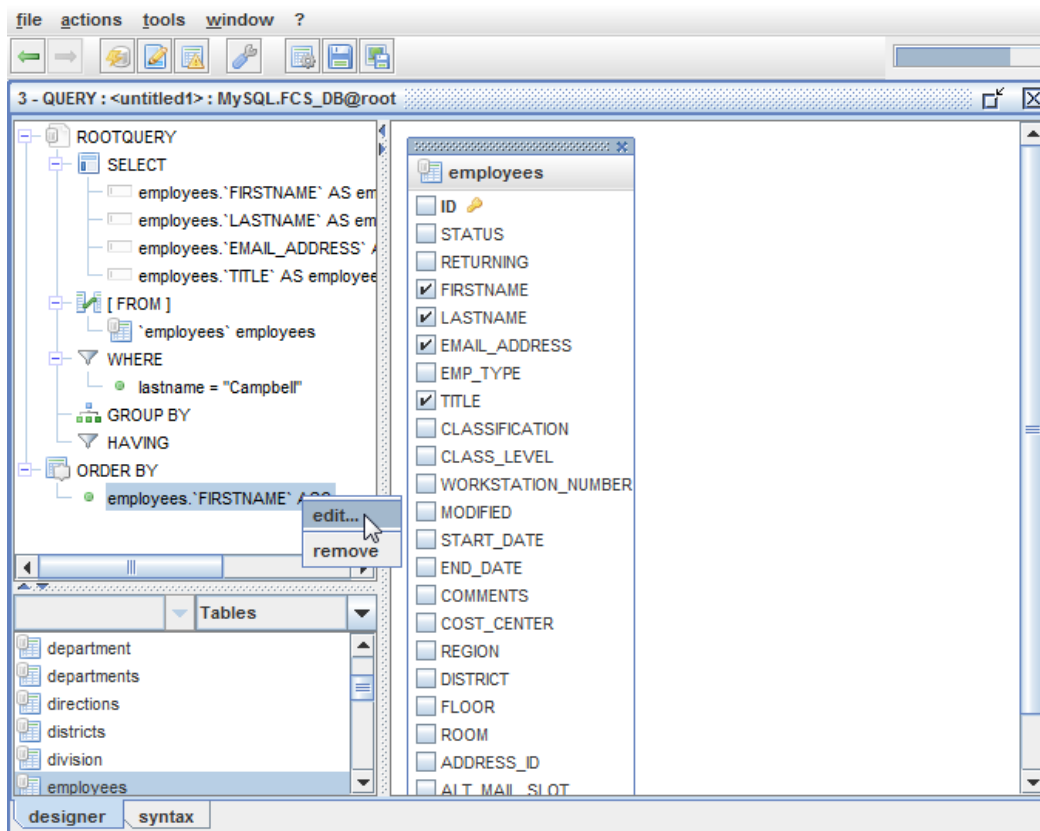 file actions tools window ?
3 - QUERY : <untitled1> : MySQL.FCS_DB@root
ROOTQUERY
SELECT
employees.`FIRSTNAME` AS em
employees.`LASTNAME` AS em
employees.`EMAIL_ADDRESS` A
employees.`TITLE` AS employee
[ FROM ]
`employees` employees
WHERE
lastname = "Campbell"
GROUP BY
HAVING
ORDER BY
employees.`FIRSTNAME` ASC
edit...
remove
Tables
department
departments
directions
districts
division
employees
employees
ID
STATUS
RETURNING
FIRSTNAME
LASTNAME
EMAIL_ADDRESS
EMP_TYPE
TITLE
CLASSIFICATION
CLASS_LEVEL
WORKSTATION_NUMBER
MODIFIED
START_DATE
END_DATE
COMMENTS
COST_CENTER
REGION
DISTRICT
FLOOR
ROOM
ADDRESS_ID
ALT_MAIL_SLOT
designer syntax